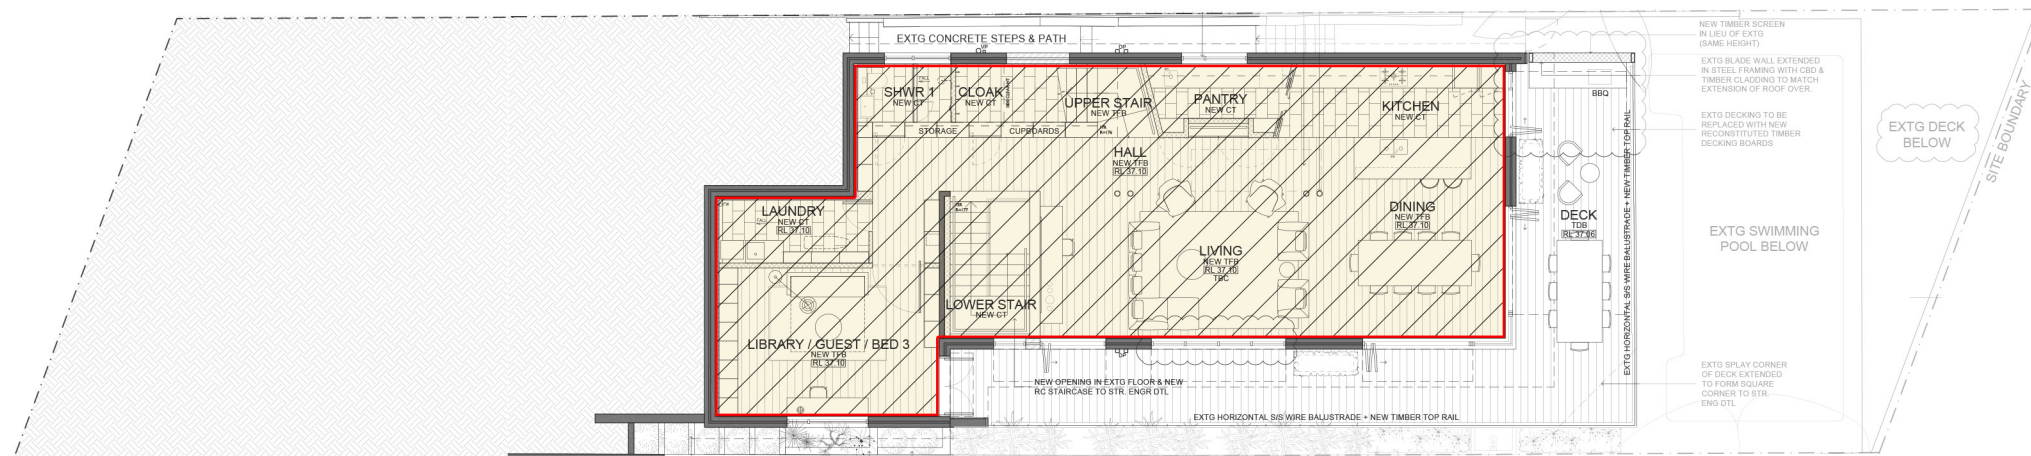 EXTG CONCRETE STEPS & PATH
VP
DP
NEW TIMBER SCREEN
IN LIEU OF EXTG
(SAME HEIGHT)
EXTG BLADE WALL EXTENDED
IN STEEL FRAMING WITH CBD &
TIMBER CLADDING TO MATCH
EXTENSION OF ROOF OVER.
BBQ
SHWR 1
NEW CT
FALL
CLOAK
NEW CT
UPPER STAIR
NEW TFB
PANTRY
NEW CT
KITCHEN
NEW CT
STORAGE
CUPBOARDS
EXTG DECKING TO BE
REPLACED WITH NEW
RECONSTITUTED TIMBER
DECKING BOARDS
EXTG DECK
BELOW
SITE BOUNDARY
HALL
NEW TFB
RL 37.10
LAUNDRY
NEW CT
RL 37.10
FALL
DINING
NEW TFB
RL 37.10
DECK
TDB
RL 37.06
EXTG SWIMMING
POOL BELOW
LIVING
NEW TFB
RL 37.10
TBC
LOWER STAIR
NEW CT
EXTG HORIZONTAL S/S WIRE BALUSTRADE + NEW TIMBER TOP RAIL
LIBRARY / GUEST / BED 3
NEW TFB
RL 37.10
DP
NEW OPENING IN EXTG FLOOR & NEW
RC STAIRCASE TO STR. ENGR DTL
EXTG SPLAY CORNER
OF DECK EXTENDED
TO FORM SQUARE
CORNER TO STR.
ENG DTL
EXTG HORIZONTAL S/S WIRE BALUSTRADE + NEW TIMBER TOP RAIL